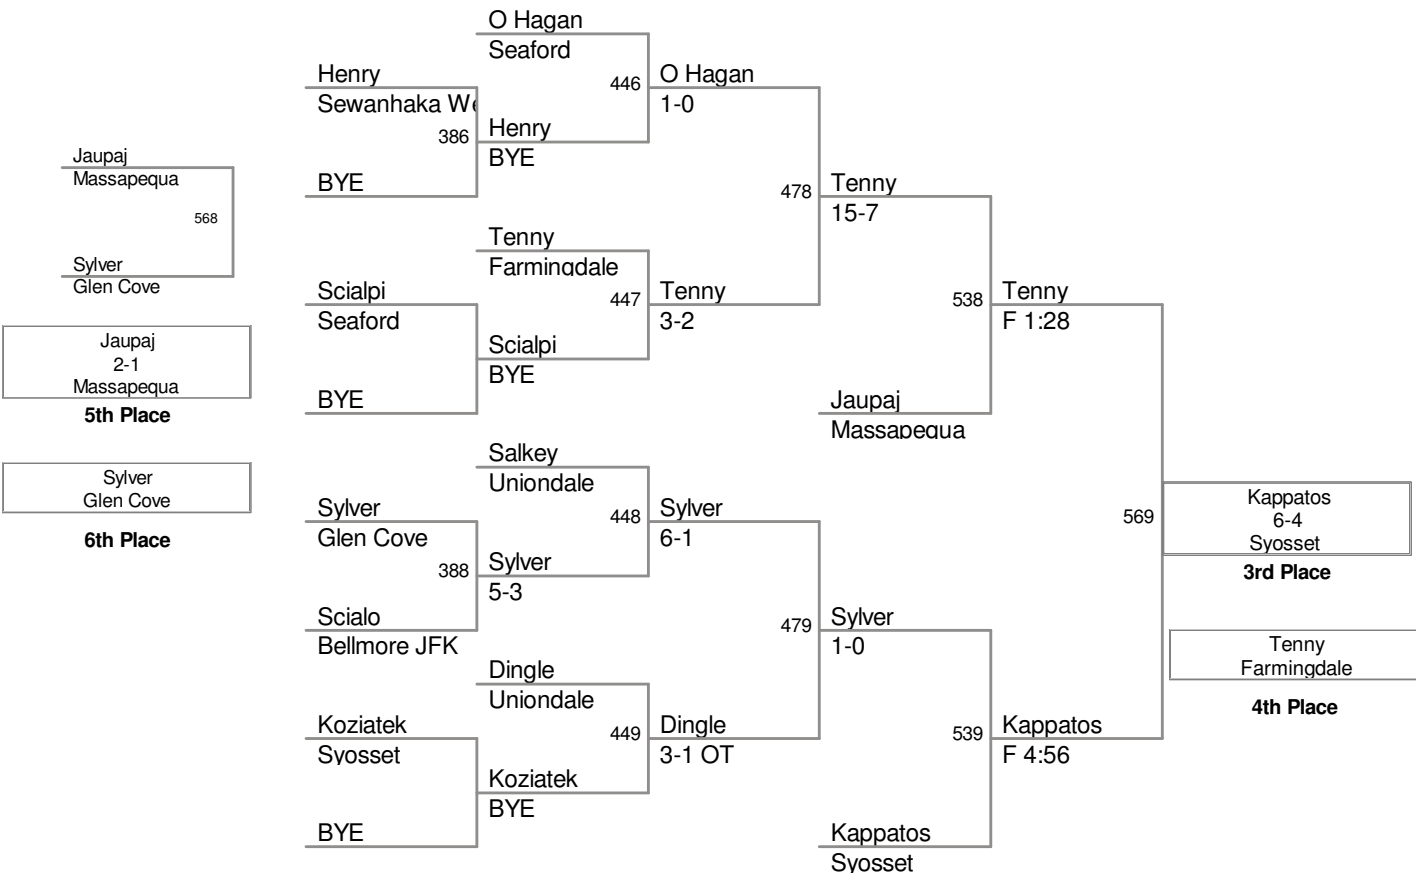 O Hagan
Seaford
Henry
Sewanhaka We
446
O Hagan
1-0
386
Henry
BYE
BYE
Jaupaj
Massapequa
568
Sylver
Glen Cove
478
Tenny
15-7
Tenny
Farmingdale
Scialpi
Seaford
447
Tenny
3-2
Scialpi
BYE
BYE
538
Tenny
F 1:28
Jaupaj
Massapequa
Jaupaj
2-1
Massapequa
5th Place
Sylver
Glen Cove
6th Place
Salkey
Uniondale
Sylver
Glen Cove
448
Sylver
6-1
388
Sylver
5-3
Scialo
Bellmore JFK
479
Sylver
1-0
Dingle
Uniondale
Koziatek
Syosset
449
Dingle
3-1 OT
Koziatek
BYE
BYE
539
Kappatos
F 4:56
Kappatos
Syosset
569
Kappatos
6-4
Syosset
3rd Place
Tenny
Farmingdale
4th Place